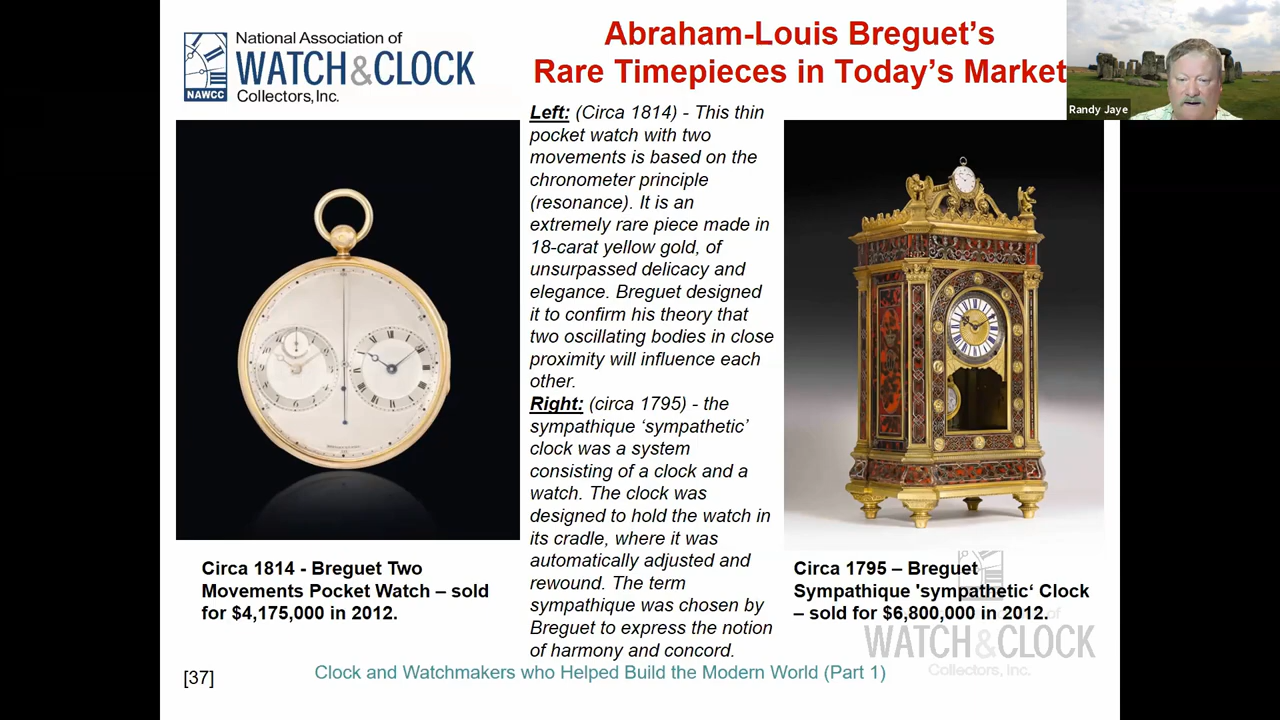 National Association of
WATCH&CLOCK
Collectors, Inc.
NAWCC
Abraham-Louis Breguet’s
Rare Timepieces in Today’s Market
Randy Jaye
Left: (Circa 1814) - This thin
pocket watch with two
movements is based on the
chronometer principle
(resonance). It is an
extremely rare piece made in
18-carat yellow gold, of
unsurpassed delicacy and
elegance. Breguet designed
it to confirm his theory that
two oscillating bodies in close
proximity will influence each
other.
Right: (circa 1795) - the
sympathique ‘sympathetic’
clock was a system
consisting of a clock and a
watch. The clock was
designed to hold the watch in
its cradle, where it was
automatically adjusted and
rewound. The term
sympathique was chosen by
Breguet to express the notion
of harmony and concord.
Circa 1814 - Breguet Two
Movements Pocket Watch – sold
for $4,175,000 in 2012.
Circa 1795 – Breguet
Sympathique 'sympathetic‘ Clock
– sold for $6,800,000 in 2012.
of
WATCH&CLOCK
Collectors, Inc.
[37]
Clock and Watchmakers who Helped Build the Modern World (Part 1)